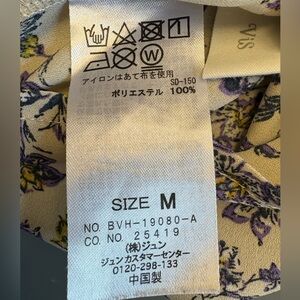 ViS
1
W
アイロンはあて布を使用
SD-150
ポリエステル 100%
SIZE M
NO. BVH-19080-A
CO. NO. 25419
(株)ジュン
ジュンカスタマーセンター
0120-298-133
中国製